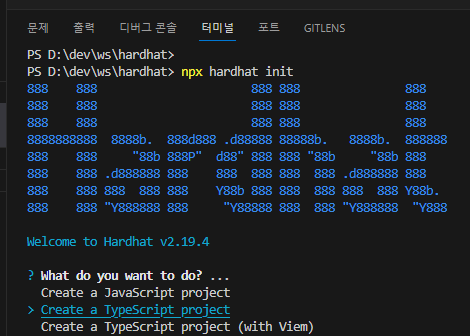 문제 출력 디버그 콘솔 터미널 포트 GITLENS
PS D:\dev\ws\hardhat>
PS D:\dev\ws\hardhat> npx hardhat init
888    888                      888 888               888
888    888                      888 888               888
888    888                      888 888               888
8888888888  8888b.  888d888 .d88888 88888b.   8888b.  888888
888    888     "88b 888P"  d88" 888 888 "88b     "88b 888
888    888 .d888888 888    888  888 888  888 .d888888 888
888    888 888  888 888    Y88b 888 888  888 888  888 Y88b.
888    888 "Y888888 888     "Y88888 888  888 "Y888888  "Y888
Welcome to Hardhat v2.19.4
? What do you want to do? ...
Create a JavaScript project
> Create a TypeScript project
Create a TypeScript project (with Viem)